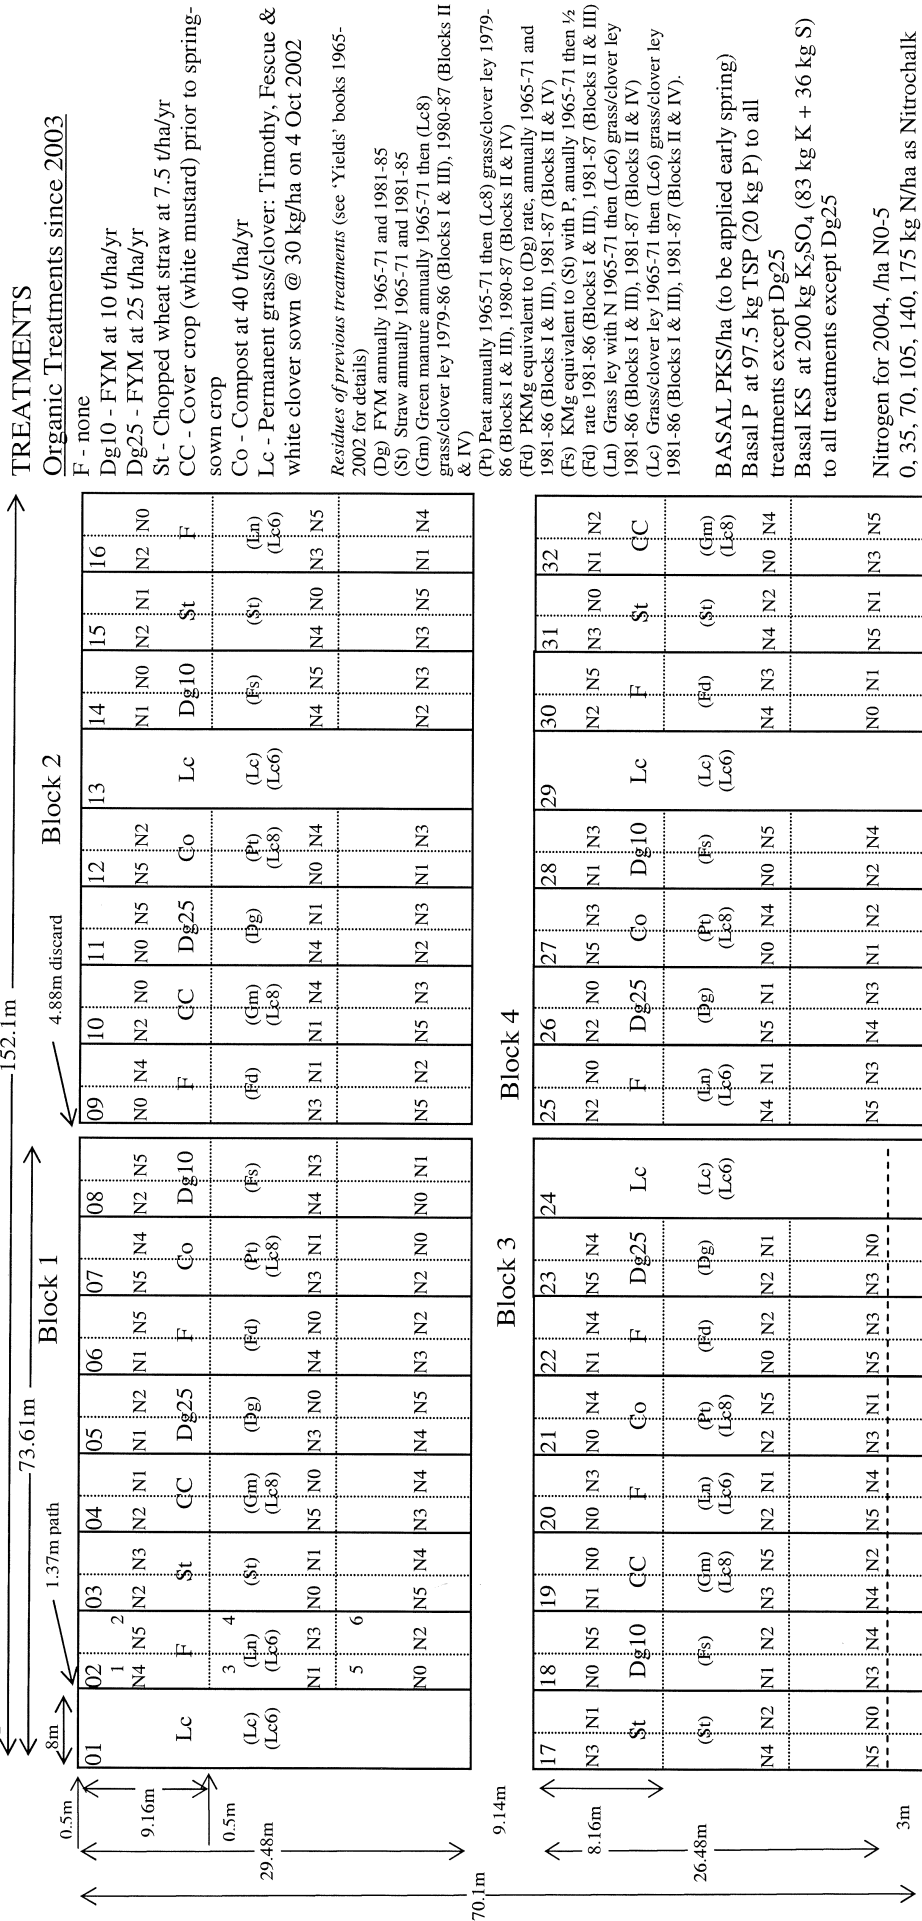 152.1m
73.61m
8m
1.37m path
4.88m discard
Block 1
Block 2
0.5m
9.16m
0.5m
29.48m
70.1m
01
Lc
(Lc)
(Lc6)
02
1 2
N4 N5
F
3 4
(Ln)
(Lc6)
N1 N3
5 6
N0 N2
03
N2 N3
St
(St)
N0 N1
N5 N4
04
N2 N1
CC
(Gm)
(Lc8)
N5 N0
N3 N4
05
N1 N2
Dg25
(Dg)
N3 N0
N4 N5
06
N1 N5
F
(Fd)
N4 N0
N3 N2
07
N5 N4
Co
(Pt)
(Lc8)
N3 N1
N2 N0
08
N2 N5
Dg10
(Fs)
N4 N3
N0 N1
09
N0 N4
F
(Fd)
N3 N1
N5 N2
10
N2 N0
CC
(Gm)
(Lc8)
N1 N4
N5 N3
11
N0 N5
Dg25
(Dg)
N4 N1
N2 N3
12
N5 N2
Co
(Pt)
(Lc8)
N0 N4
N1 N3
13
Lc
(Lc)
(Lc6)
14
N1 N0
Dg10
(Fs)
N4 N5
N2 N3
15
N2 N1
St
(St)
N4 N0
N3 N5
16
N2 N0
F
(Ln)
(Lc6)
N3 N5
N1 N4
9.14m
Block 3
Block 4
8.16m
26.48m
3m
17
N3 N1
St
(St)
N4 N2
N5 N0
18
N0 N5
Dg10
(Fs)
N1 N2
N3 N4
19
N1 N0
CC
(Gm)
(Lc8)
N3 N5
N4 N2
20
N0 N3
F
(Ln)
(Lc6)
N2 N1
N5 N4
21
N0 N4
Co
(Pt)
(Lc8)
N2 N5
N3 N1
22
N1 N4
F
(Fd)
N0 N2
N5 N3
23
N5 N4
Dg25
(Dg)
N2 N1
N3 N0
24
Lc
(Lc)
(Lc6)
25
N2 N0
F
(Ln)
(Lc6)
N4 N1
N5 N3
26
N2 N0
Dg25
(Dg)
N5 N1
N4 N3
27
N5 N3
Co
(Pt)
(Lc8)
N0 N4
N1 N2
28
N1 N3
Dg10
(Fs)
N0 N5
N2 N4
29
Lc
(Lc)
(Lc6)
30
N2 N5
F
(Fd)
N4 N3
N0 N1
31
N3 N0
St
(St)
N4 N2
N5 N1
32
N1 N2
CC
(Gm)
(Lc8)
N0 N4
N3 N5
TREATMENTS
Organic Treatments since 2003
F - none
Dg10 - FYM at 10 t/ha/yr
Dg25 - FYM at 25 t/ha/yr
St - Chopped wheat straw at 7.5 t/ha/yr
CC - Cover crop (white mustard) prior to spring-
sown crop
Co - Compost at 40 t/ha/yr
Lc - Permanent grass/clover: Timothy, Fescue &
white clover sown @ 30 kg/ha on 4 Oct 2002
Residues of previous treatments (see 'Yields' books 1965-
2002 for details)
(Dg) FYM annually 1965-71 and 1981-85
(St) Straw annually 1965-71 and 1981-85
(Gm) Green manure annually 1965-71 then (Lc8)
grass/clover ley 1979-86 (Blocks I & III), 1980-87 (Blocks II
& IV)
(Pt) Peat annually 1965-71 then (Lc8) grass/clover ley 1979-
86 (Blocks I & III), 1980-87 (Blocks II & IV)
(Fd) PKMg equivalent to (Dg) rate, annually 1965-71 and
1981-86 (Blocks I & III), 1981-87 (Blocks II & IV)
(Fs) KMg equivalent to (St) with P, anually 1965-71 then ½
(Fd) rate 1981-86 (Blocks I & III), 1981-87 (Blocks II & III)
(Ln) Grass ley with N 1965-71 then (Lc6) grass/clover ley
1981-86 (Blocks I & III), 1981-87 (Blocks II & IV)
(Lc) Grass/clover ley 1965-71 then (Lc6) grass/clover ley
1981-86 (Blocks I & III), 1981-87 (Blocks II & IV).
BASAL PKS/ha (to be applied early spring)
Basal P at 97.5 kg TSP (20 kg P) to all
treatments except Dg25
Basal KS at 200 kg K₂SO₄ (83 kg K + 36 kg S)
to all treatments except Dg25
Nitrogen for 2004, /ha N0-5
0, 35, 70, 105, 140, 175 kg N/ha as Nitrochalk